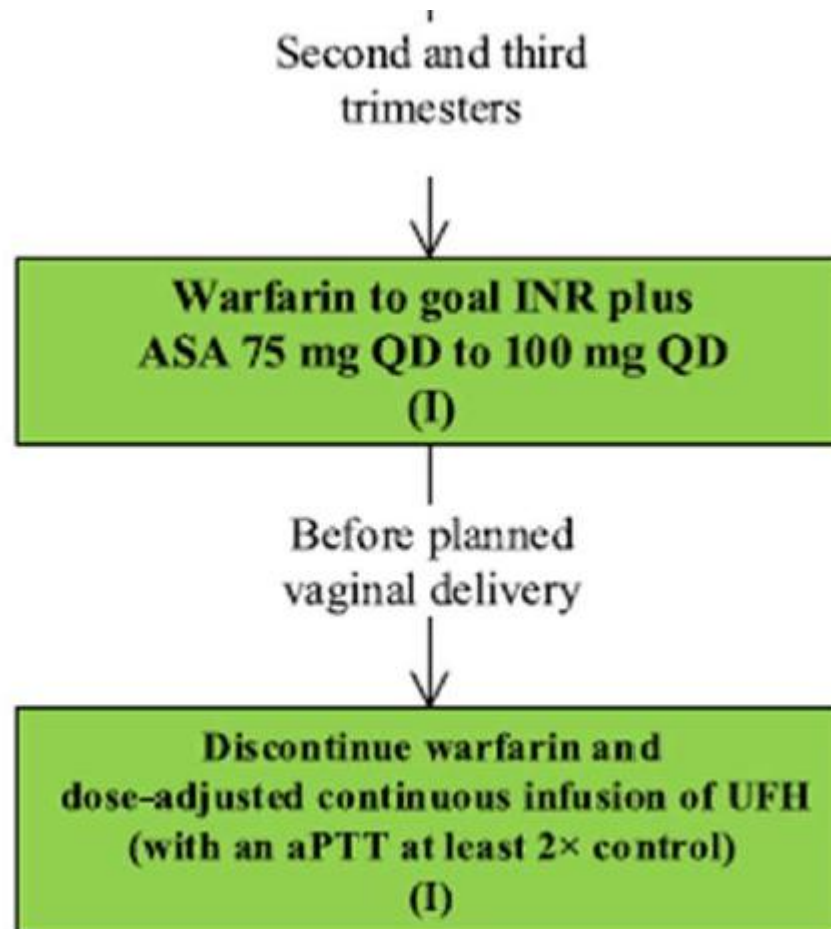 Second and third
trimesters
Warfarin to goal INR plus
ASA 75 mg QD to 100 mg QD
(I)
Before planned
vaginal delivery
Discontinue warfarin and
dose-adjusted continuous infusion of UFH
(with an aPTT at least 2× control)
(I)